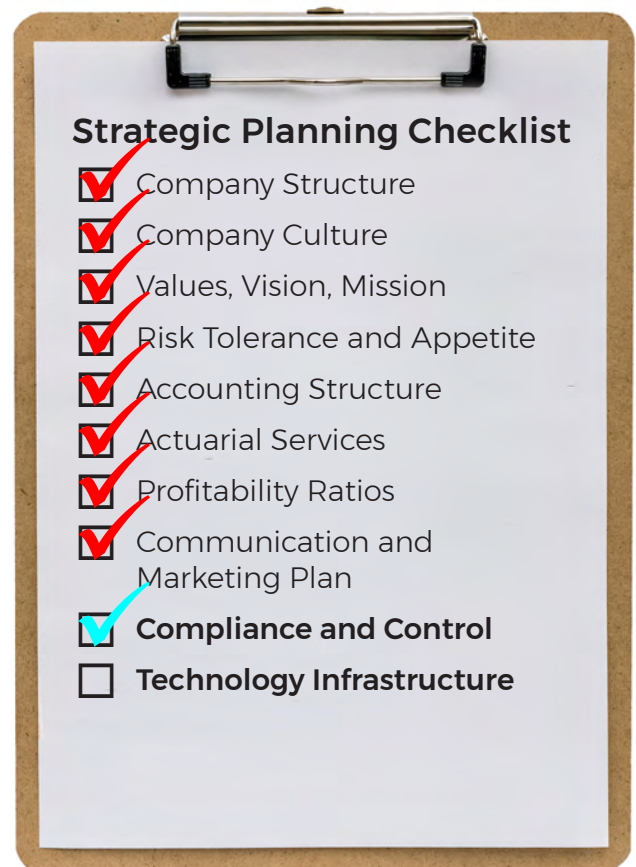 Strategic Planning Checklist
Company Structure
Company Culture
Values, Vision, Mission
Risk Tolerance and Appetite
Accounting Structure
Actuarial Services
Profitability Ratios
Communication and
Marketing Plan
Compliance and Control
Technology Infrastructure